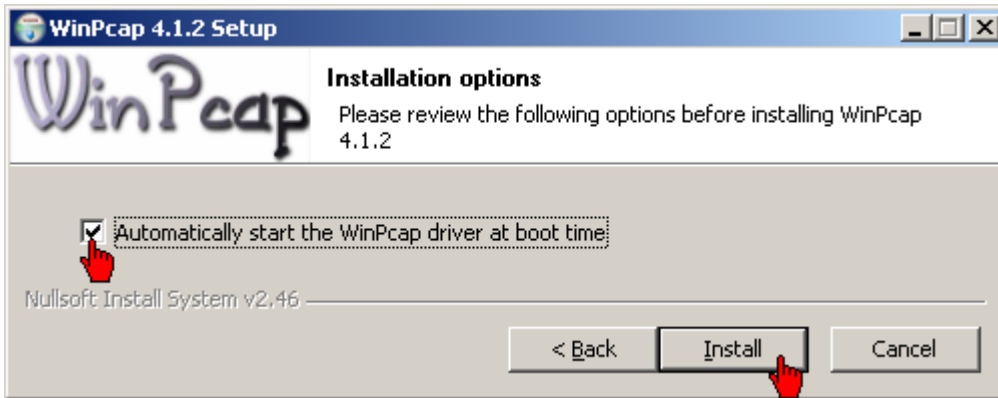 WinPcap 4.1.2 Setup
WinPcap
Installation options
Please review the following options before installing WinPcap
4.1.2
Automatically start the WinPcap driver at boot time
Nullsoft Install System v2.46
< Back
Install
Cancel